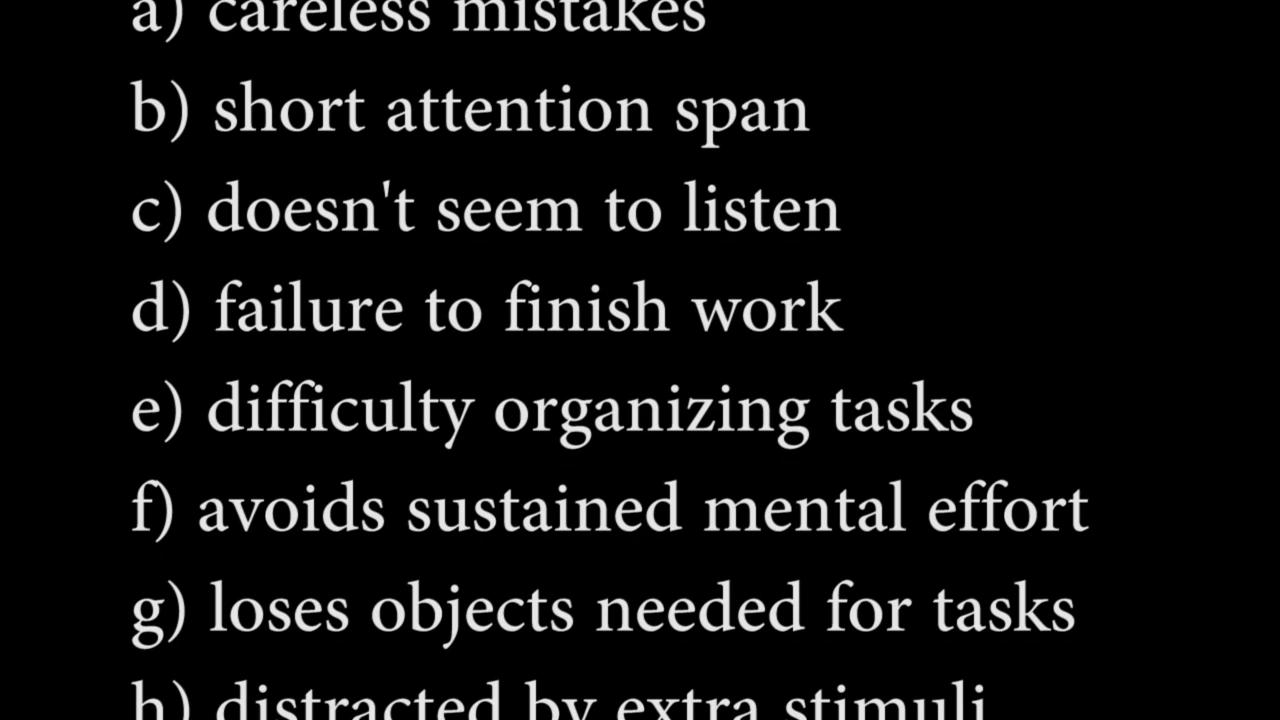 a) careless mistakes
b) short attention span
c) doesn't seem to listen
d) failure to finish work
e) difficulty organizing tasks
f) avoids sustained mental effort
g) loses objects needed for tasks
h) distracted by extra stimuli